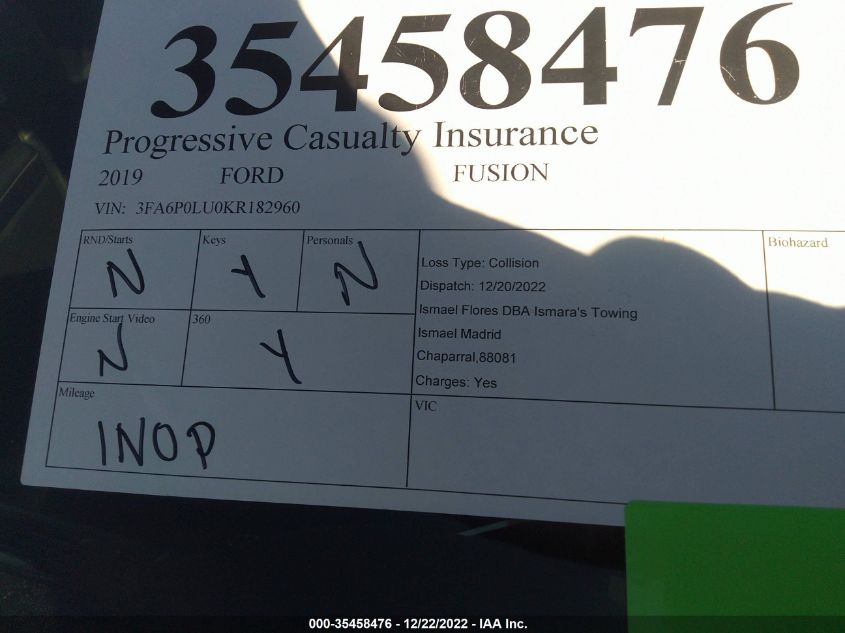 35458476
Progressive Casualty Insurance
2019 FORD FUSION
VIN: 3FA6P0LU0KR182960
RND/Starts Keys Personals
N Y N
Engine Start Video 360
N Y
Mileage
INOP
Loss Type: Collision
Dispatch: 12/20/2022
Ismael Flores DBA Ismara's Towing
Ismael Madrid
Chaparral,88081
Charges: Yes
VIC
Biohazard
000-35458476 - 12/22/2022 - IAA Inc.